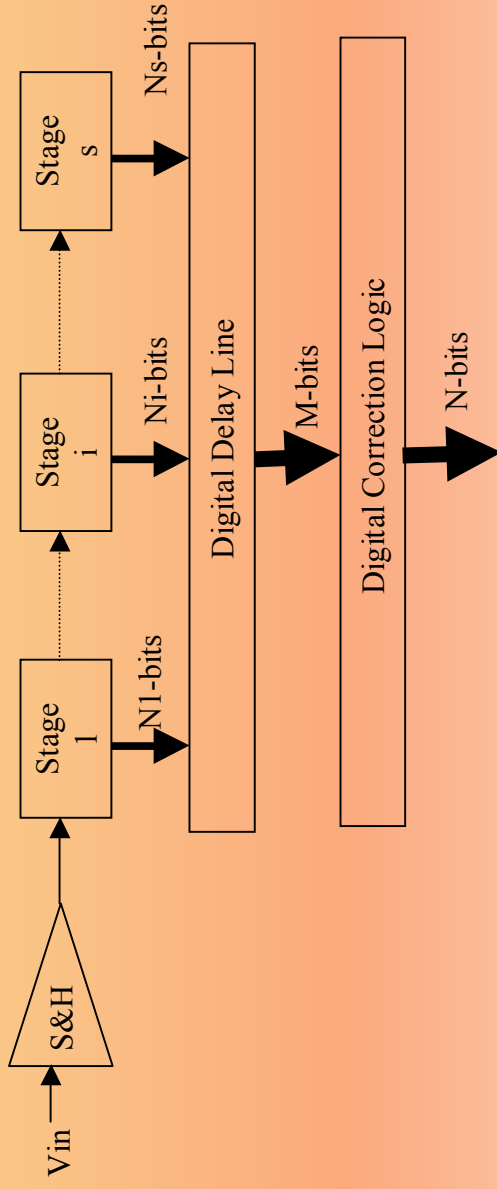 Vin
S&H
Stage
1
Stage
i
Stage
s
N1-bits
Ni-bits
Ns-bits
Digital Delay Line
M-bits
Digital Correction Logic
N-bits